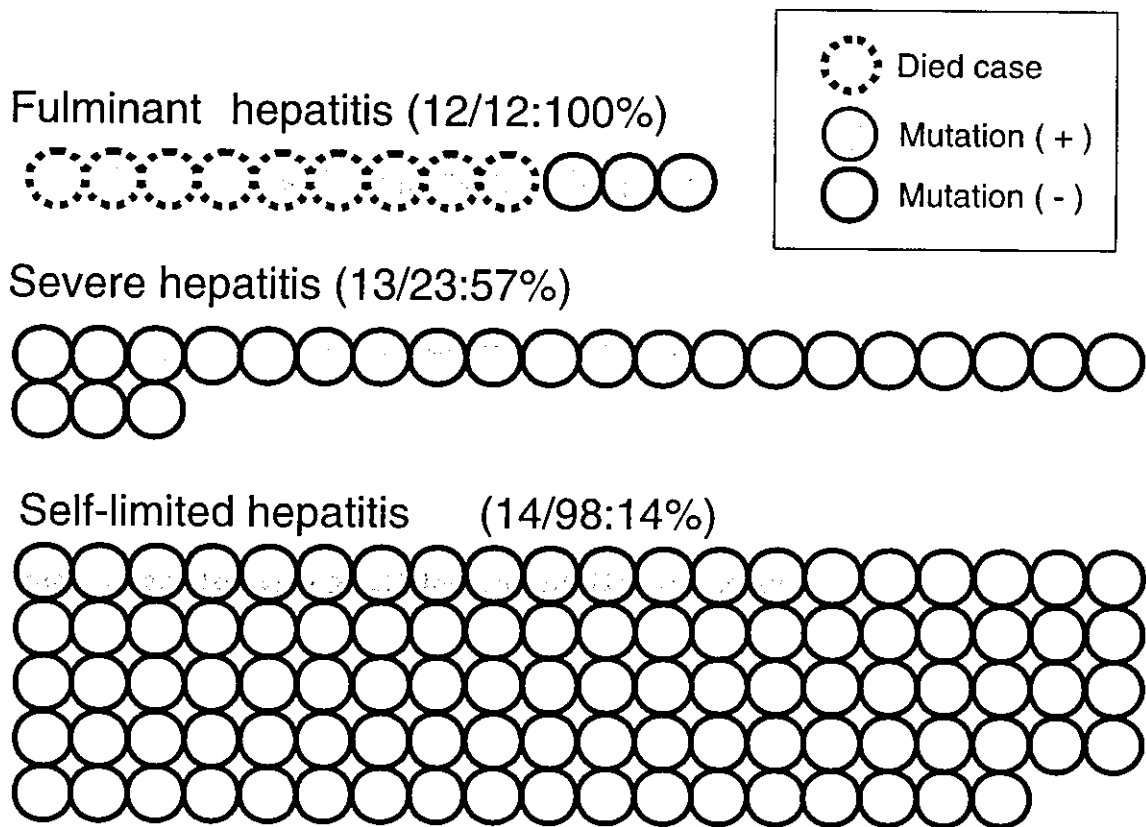 Died case
Mutation ( + )
Mutation ( - )
Fulminant hepatitis (12/12:100%)
Severe hepatitis (13/23:57%)
Self-limited hepatitis (14/98:14%)